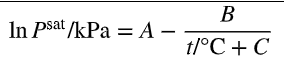 ln P^sat/kPa = A − B / (t/°C + C)